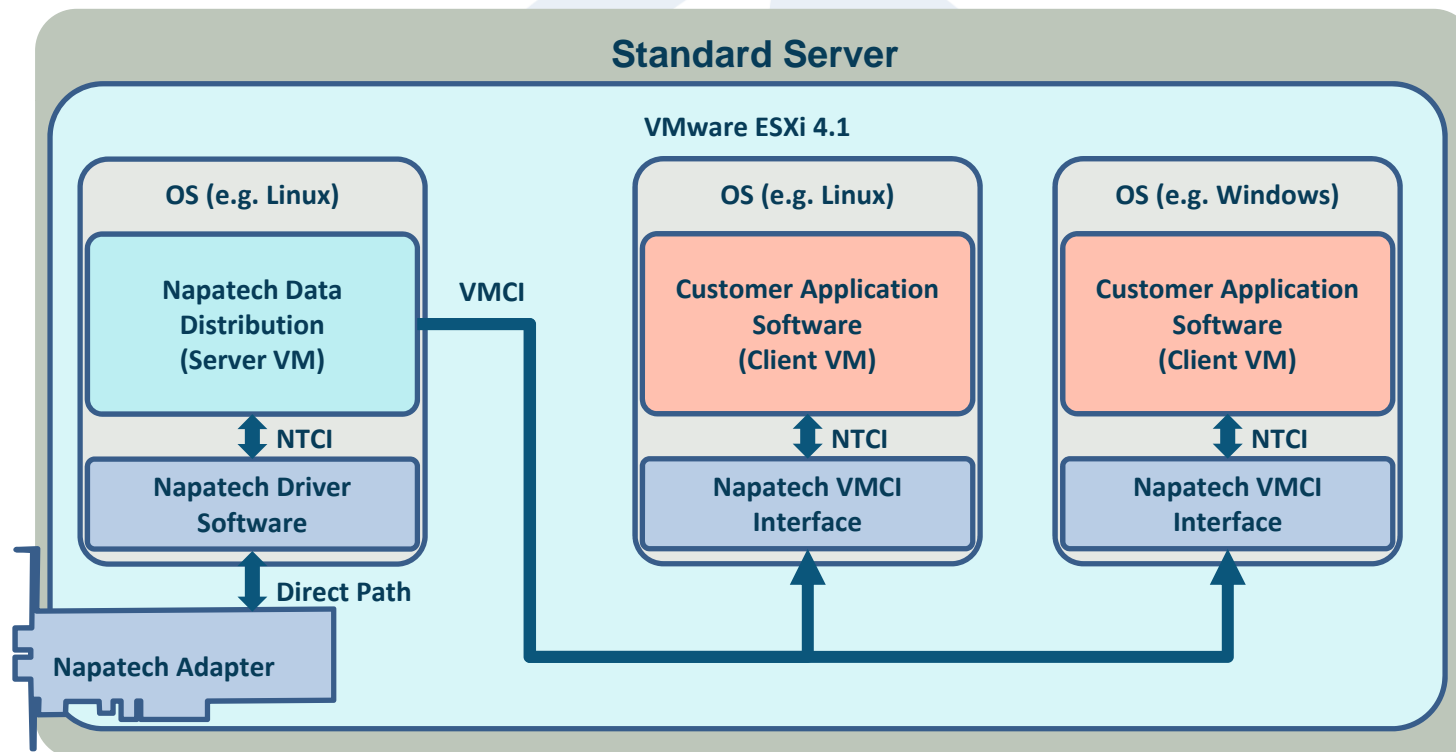 Standard Server
VMware ESXi 4.1
OS (e.g. Linux)
Napatech Data
Distribution
(Server VM)
NTCI
Napatech Driver
Software
Direct Path
Napatech Adapter
VMCI
OS (e.g. Linux)
Customer Application
Software
(Client VM)
NTCI
Napatech VMCI
Interface
OS (e.g. Windows)
Customer Application
Software
(Client VM)
NTCI
Napatech VMCI
Interface